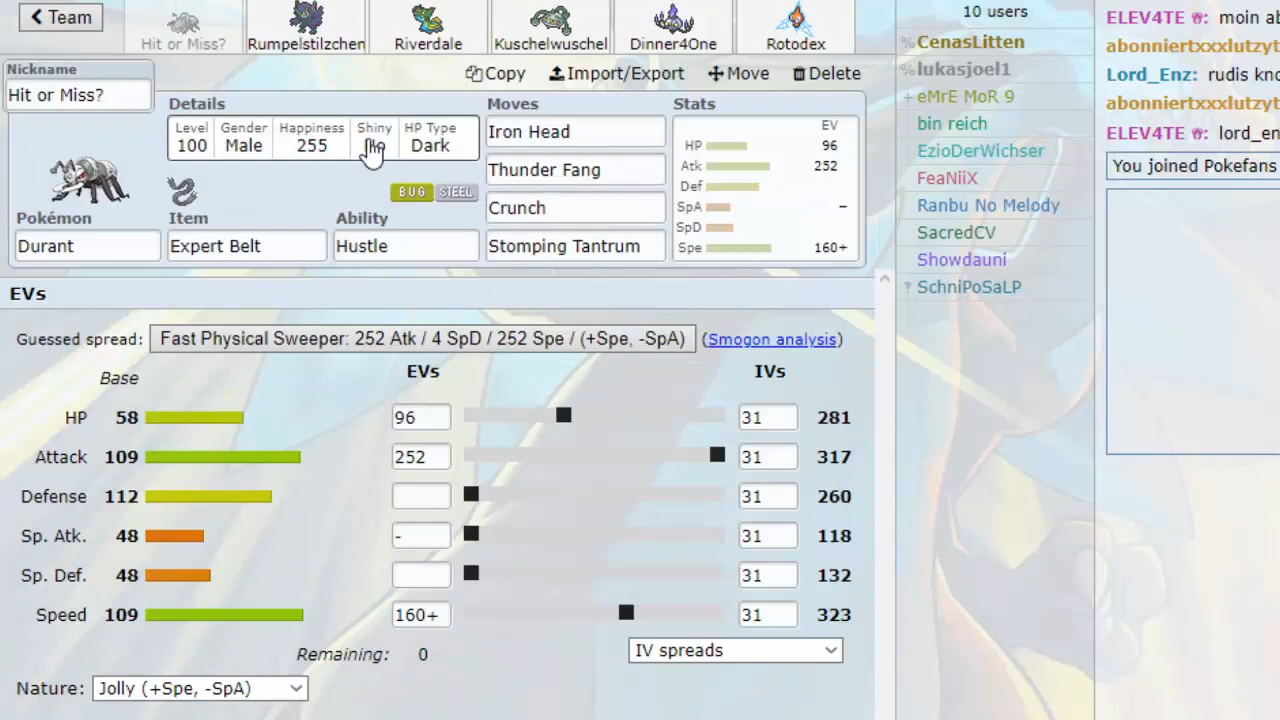 Team
Hit or Miss?
Rumpelstilzchen
Riverdale
Kuschelwuschel
Dinner4One
Rotodex
Copy
Import/Export
Move
Delete
Nickname
Hit or Miss?
Details
Level
100
Gender
Male
Happiness
255
Shiny
HP Type
Dark
BUG
STEEL
Pokémon
Durant
Item
Expert Belt
Ability
Hustle
Moves
Iron Head
Thunder Fang
Crunch
Stomping Tantrum
Stats
EV
HP 96
Atk 252
Def
SpA –
SpD
Spe 160+
EVs
Guessed spread: Fast Physical Sweeper: 252 Atk / 4 SpD / 252 Spe / (+Spe, -SpA) (Smogon analysis)
Base EVs IVs
HP 58 96 31 281
Attack 109 252 31 317
Defense 112 31 260
Sp. Atk. 48 - 31 118
Sp. Def. 48 31 132
Speed 109 160+ 31 323
Remaining: 0
IV spreads
Nature: Jolly (+Spe, -SpA)
10 users
%CenasLitten
%lukasjoel1
+eMrE MoR 9
bin reich
EzioDerWichser
FeaNiiX
Ranbu No Melody
SacredCV
Showdauni
?SchniPoSaLP
ELEV4TE: moin ab
abonniertxxxlutzyt
Lord_Enz: rudis kno
abonniertxxxlutzyt
ELEV4TE: lord_en
You joined Pokefans